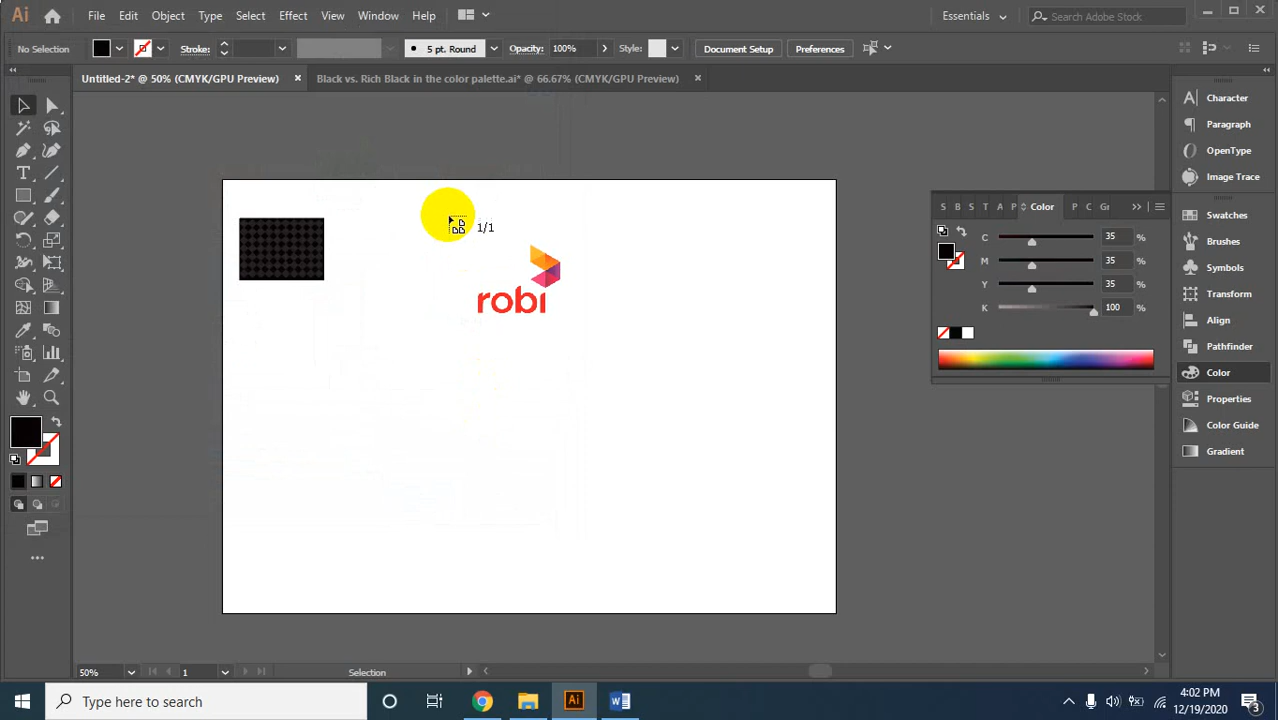 Ai File Edit Object Type Select Effect View Window Help Essentials Search Adobe Stock
No Selection Stroke: 5 pt. Round Opacity: 100% Style: Document Setup Preferences
Untitled-2* @ 50% (CMYK/GPU Preview) × Black vs. Rich Black in the color palette.ai* @ 66.67% (CMYK/GPU Preview) ×
Character
Paragraph
OpenType
Image Trace
Swatches
Brushes
Symbols
Transform
Align
Pathfinder
Color
Color Guide
Gradient
S B S T A P Color P C Gr
C 35 %
M 35 %
Y 35 %
K 100 %
1/1
robi
50% 1 Selection
Type here to search
Ai
W
4:02 PM
12/19/2020
3